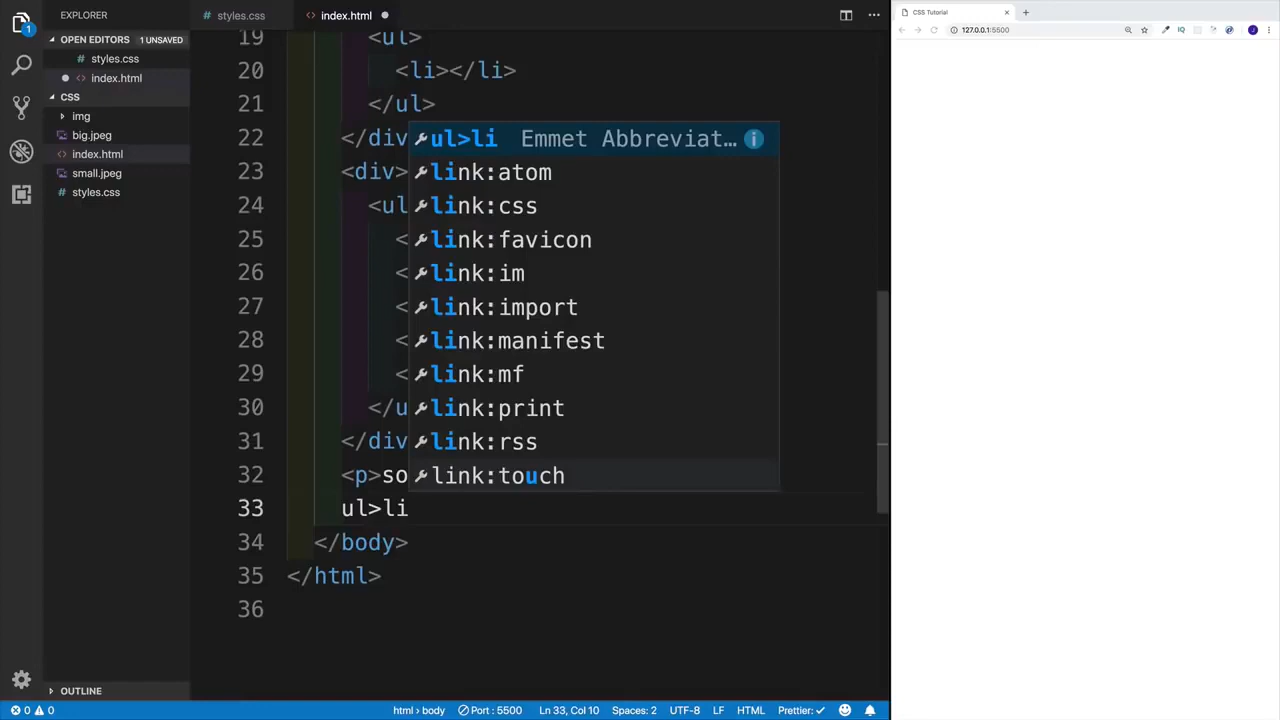 EXPLORER
OPEN EDITORS 1 UNSAVED
# styles.css
<> index.html
CSS
img
big.jpeg
<> index.html
small.jpeg
# styles.css
OUTLINE
1
# styles.css
<> index.html
19 <ul>
20 <li></li>
21 </ul>
22 </div
23 <div>
24 <ul
25 <
26 <
27 <
28 <
29 <
30 </u
31 </div
32 <p>so
33 ul>li
34 </body>
35 </html>
36
ul>li Emmet Abbreviat…
link:atom
link:css
link:favicon
link:im
link:import
link:manifest
link:mf
link:print
link:rss
link:touch
0 0 html › body Port : 5500 Ln 33, Col 10 Spaces: 2 UTF-8 LF HTML Prettier: ✓
CSS Tutorial
127.0.0.1:5500
IQ
J